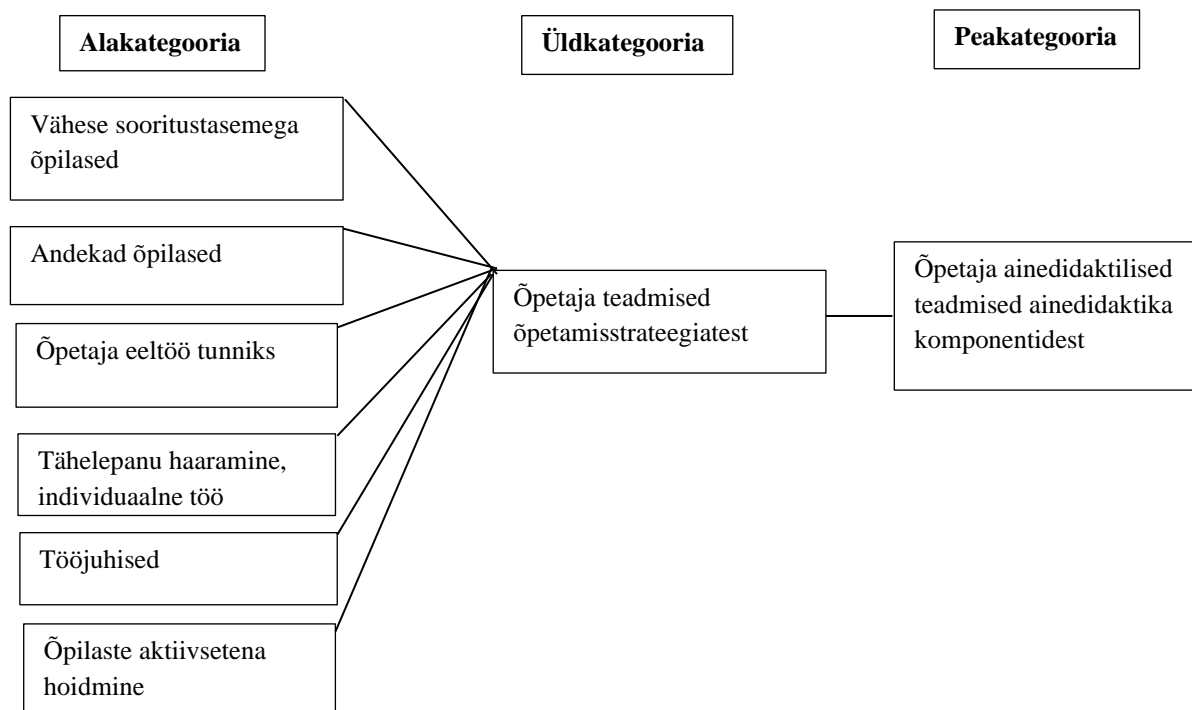 Alakategooria
Üldkategooria
Peakategooria
Vähese sooritustasemega
õpilased
Andekad õpilased
Õpetaja eeltöö tunniks
Tähelepanu haaramine,
individuaalne töö
Tööjuhised
Õpilaste aktiivsetena
hoidmine
Õpetaja teadmised
õpetamisstrateegiatest
Õpetaja ainedidaktilised
teadmised ainedidaktika
komponentidest